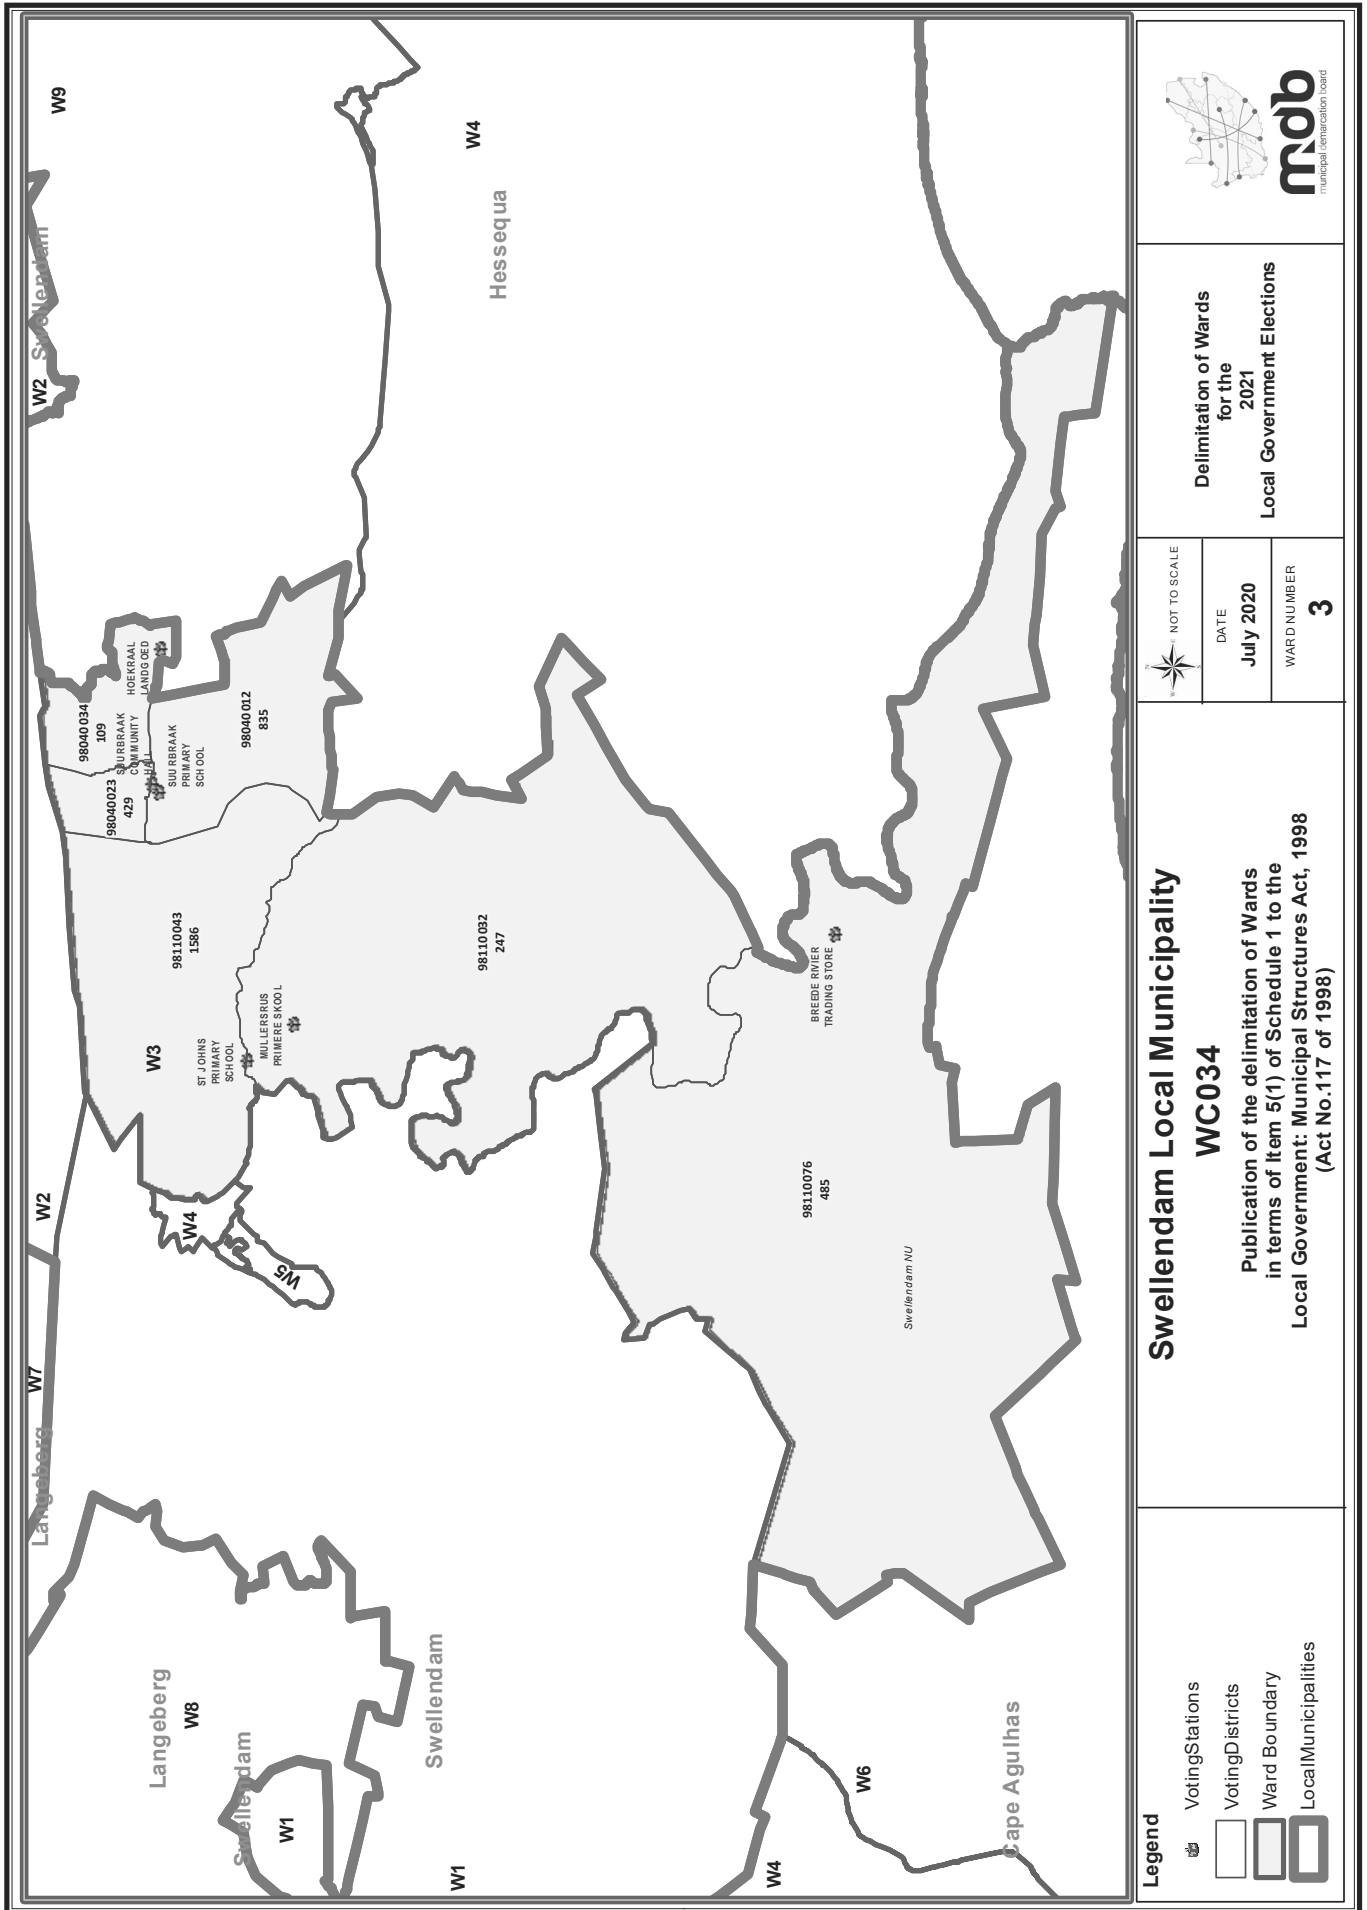 W9
W4
Hessequa
Swellendam
W2
98040034
109
HOEKRAAL
LANDGOED
SUURBRAAK
COMMUNITY
HALL
98040023
429
SUURBRAAK
PRIMARY
SCHOOL
98040012
835
98110043
1586
98110032
247
W3
ST JOHNS
PRIMARY
SCHOOL
MULLERSRUS
PRIMERE SKOOL
BREEDE RIVIER
TRADING STORE
98110076
485
Swellendam NU
W2
W4
W5
W7
Langeberg
Langeberg
W8
Swellendam
W1
Swellendam
W1
W4
W6
Cape Agulhas
Legend
VotingStations
VotingDistricts
Ward Boundary
LocalMunicipalities
Swellendam Local Municipality
WC034
Publication of the delimitation of Wards
in terms of Item 5(1) of Schedule 1 to the
Local Government: Municipal Structures Act, 1998
(Act No.117 of 1998)
N
E
S
W
NOT TO SCALE
DATE
July 2020
WARD NUMBER
3
Delimitation of Wards
for the
2021
Local Government Elections
mdb
municipal demarcation board